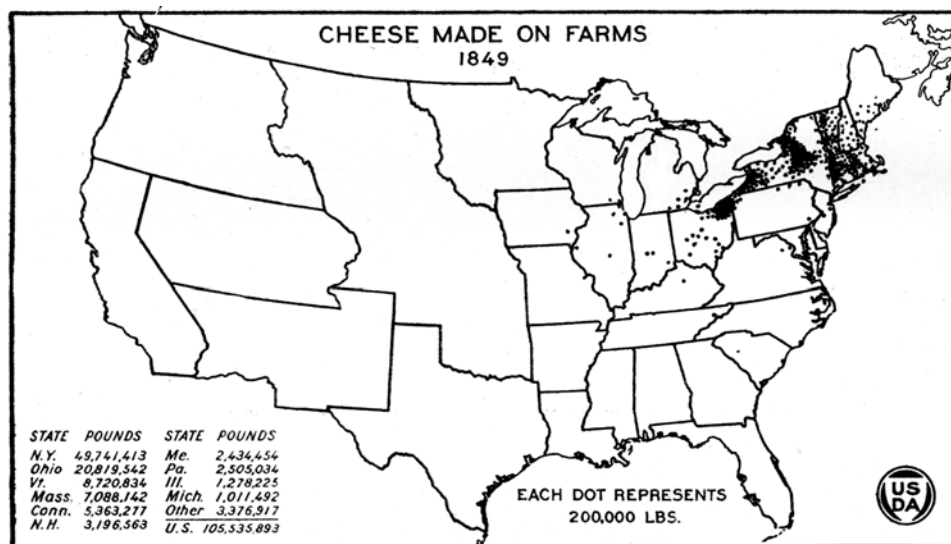 CHEESE MADE ON FARMS
1849
STATE POUNDS
N.Y. 49,741,413
Ohio 20,819,542
Vt. 8,720,834
Mass. 7,088,142
Conn. 5,363,277
N.H. 3,196,563
STATE POUNDS
Me. 2,434,454
Pa. 2,505,034
Ill. 1,278,225
Mich. 1,011,492
Other 3,376,917
U.S. 105,535,893
EACH DOT REPRESENTS
200,000 LBS.
US
DA